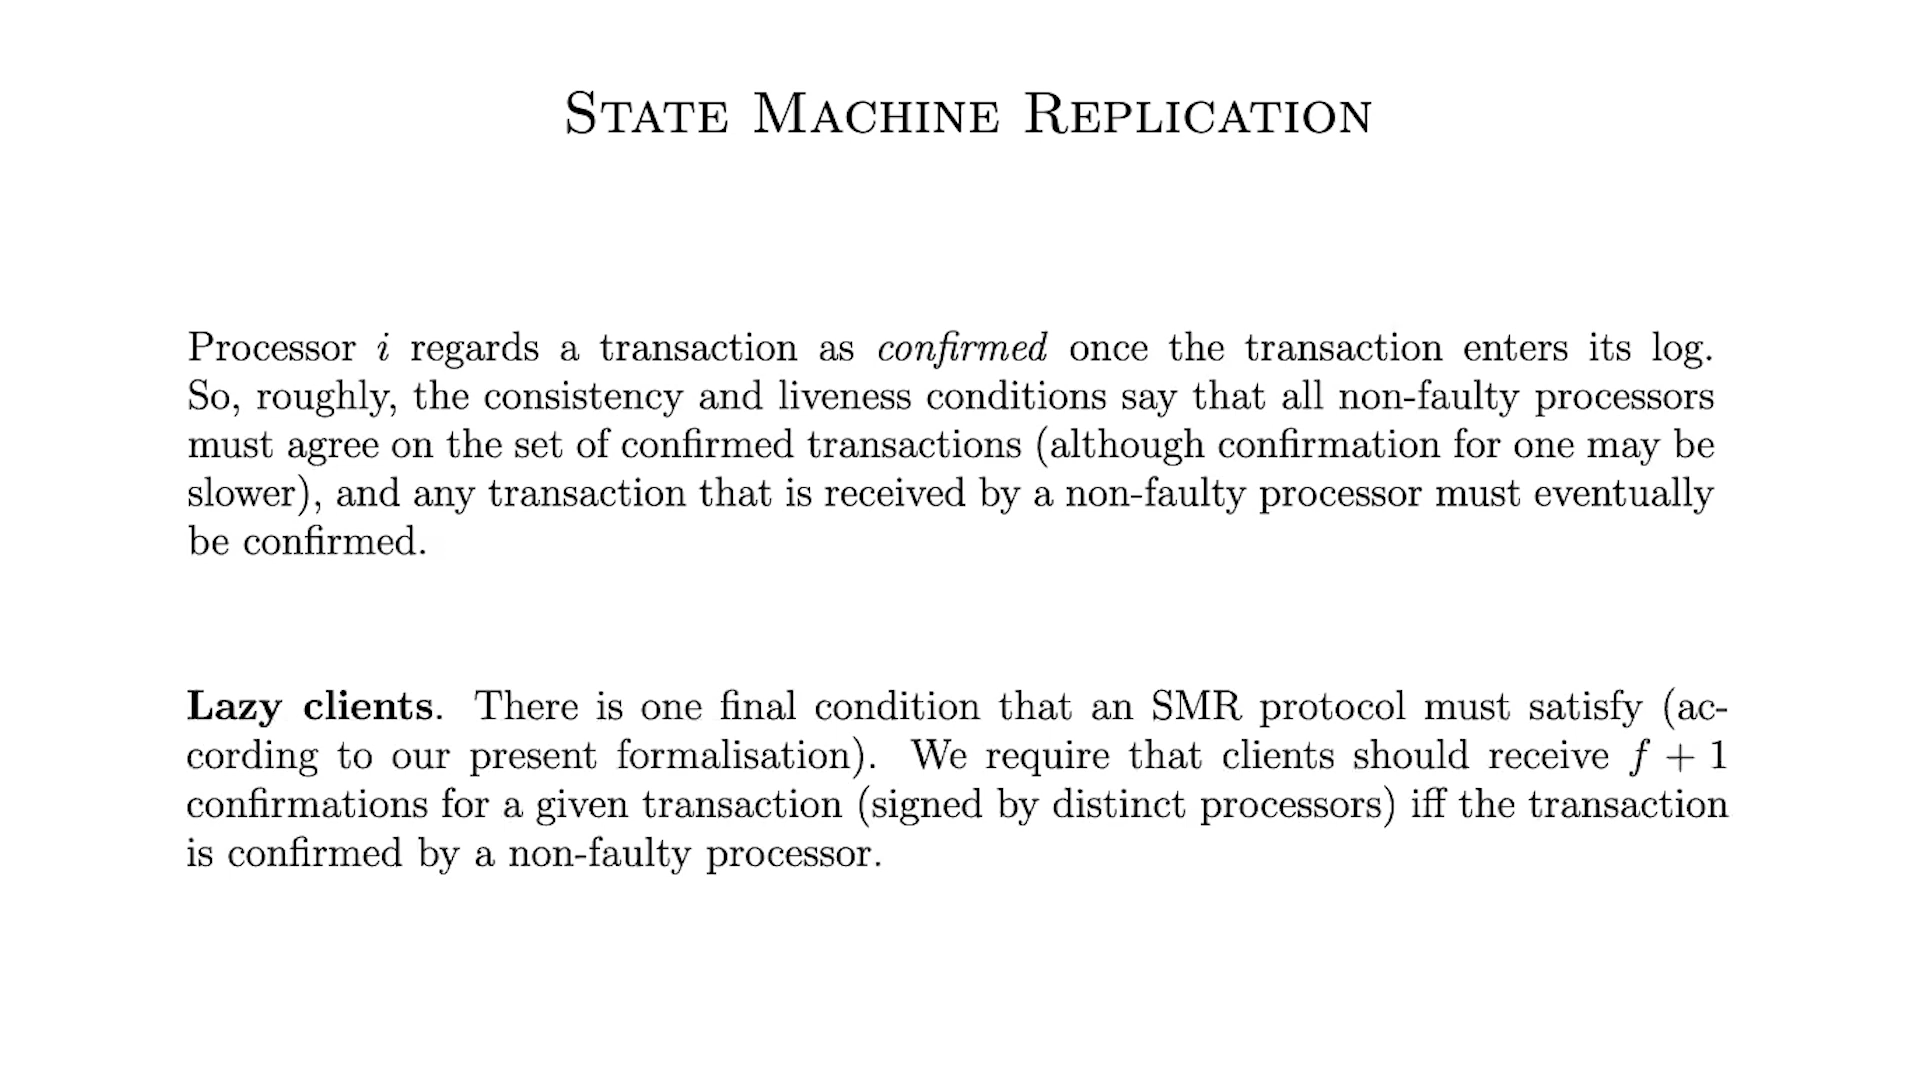 STATE MACHINE REPLICATION
Processor i regards a transaction as confirmed once the transaction enters its log.
So, roughly, the consistency and liveness conditions say that all non-faulty processors
must agree on the set of confirmed transactions (although confirmation for one may be
slower), and any transaction that is received by a non-faulty processor must eventually
be confirmed.
Lazy clients. There is one final condition that an SMR protocol must satisfy (ac-
cording to our present formalisation). We require that clients should receive f + 1
confirmations for a given transaction (signed by distinct processors) iff the transaction
is confirmed by a non-faulty processor.